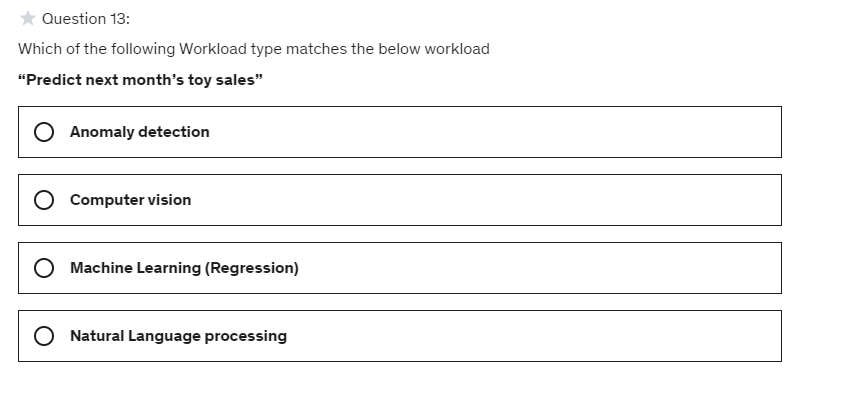 Question 13:
Which of the following Workload type matches the below workload
“Predict next month’s toy sales”
Anomaly detection
Computer vision
Machine Learning (Regression)
Natural Language processing